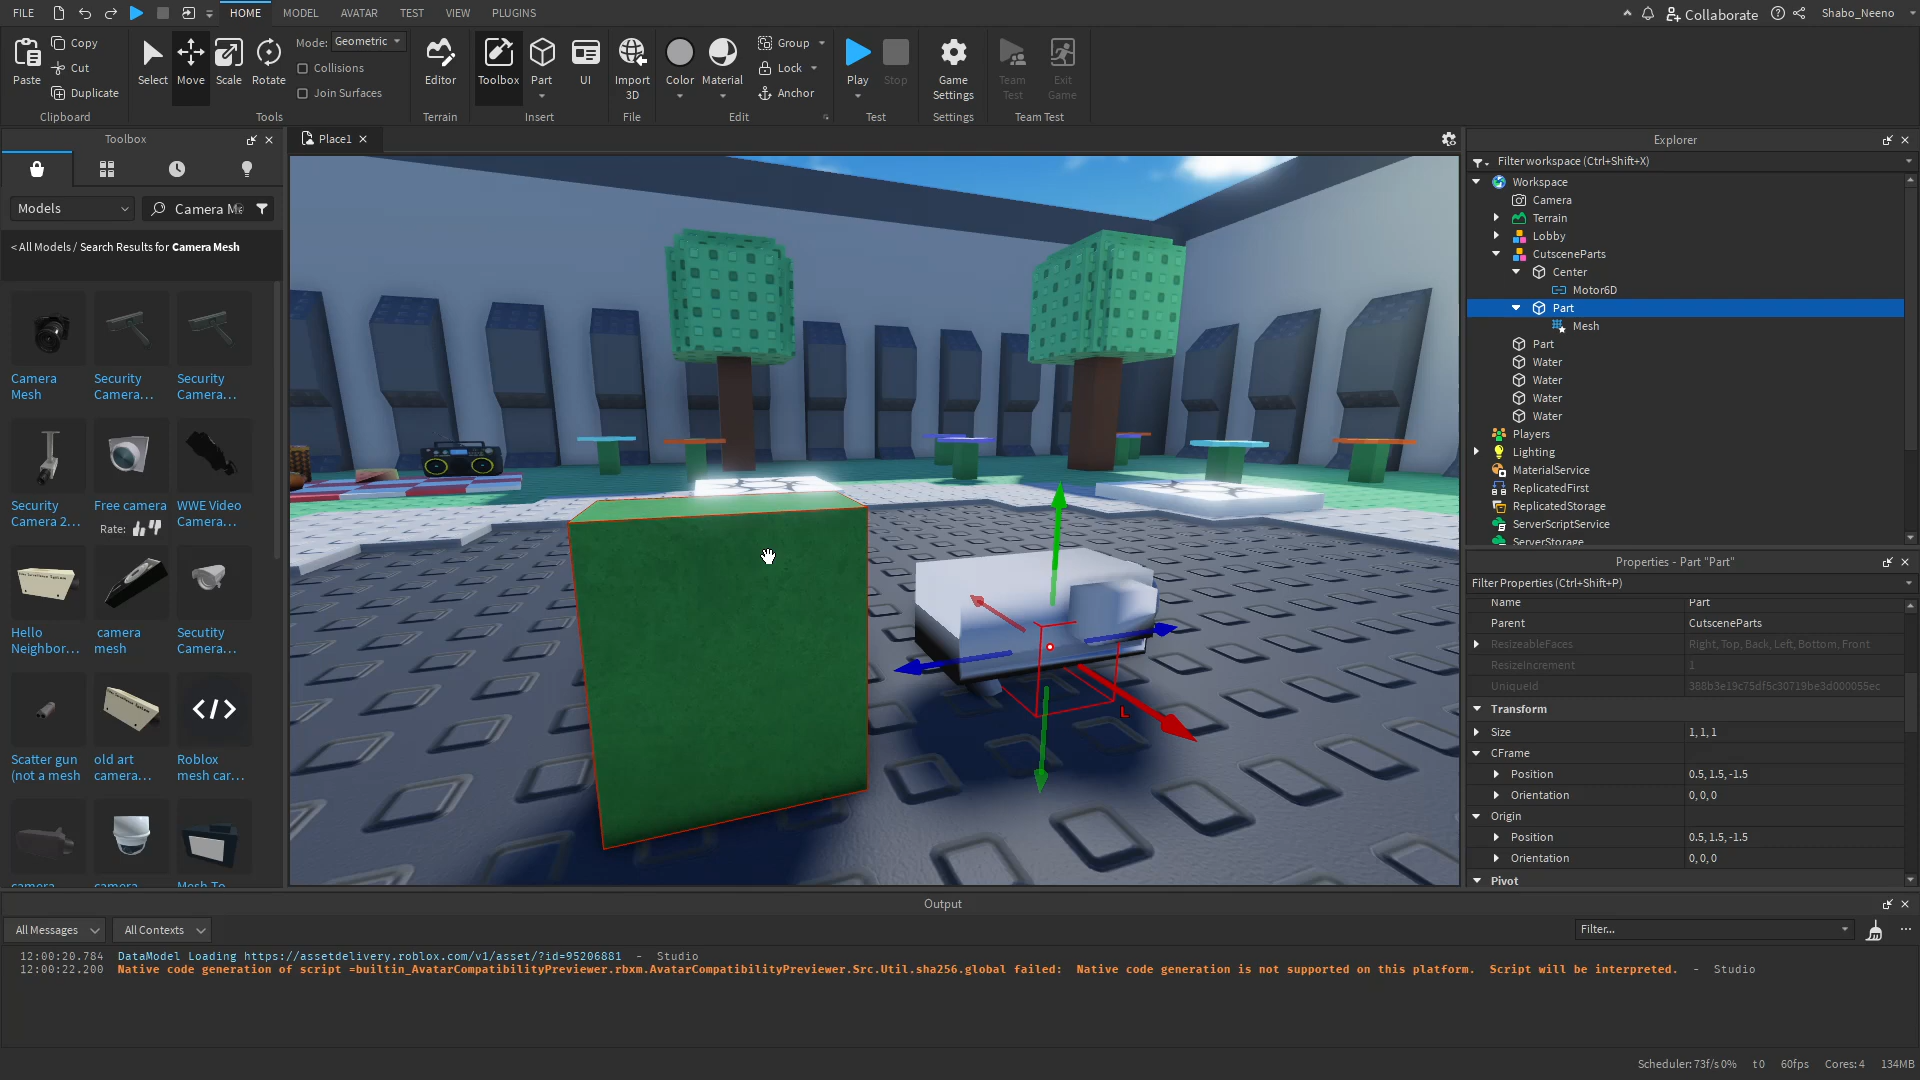 FILE
HOME
MODEL
AVATAR
TEST
VIEW
PLUGINS
Collaborate
Shabo_Neeno
Paste
Copy
Cut
Duplicate
Clipboard
Select
Move
Scale
Rotate
Mode: Geometric
Collisions
Join Surfaces
Tools
Editor
Terrain
Toolbox
Part
UI
Insert
Import
3D
File
Color
Material
Group
Lock
Anchor
Edit
Play
Stop
Test
Game
Settings
Settings
Team
Test
Exit
Game
Team Test
Toolbox
Models
Camera
< All Models / Search Results for Camera Mesh
Camera
Mesh
Security
Camera...
Security
Camera...
Security
Camera 2...
Free camera
Rate:
WWE Video
Camera...
Hello
Neighbor...
camera
mesh
Secutity
Camera...
Scatter gun
(not a mesh
old art
camera...
Roblox
mesh car...
camera
camera
Mesh To
Place1
L
Explorer
Filter workspace (Ctrl+Shift+X)
Workspace
Camera
Terrain
Lobby
CutsceneParts
Center
Motor6D
Part
Mesh
Part
Water
Water
Water
Water
Players
Lighting
MaterialService
ReplicatedFirst
ReplicatedStorage
ServerScriptService
ServerStorage
Properties - Part "Part"
Filter Properties (Ctrl+Shift+P)
Name Part
Parent CutsceneParts
ResizeableFaces Right, Top, Back, Left, Bottom, Front
ResizeIncrement 1
UniqueId 388b3e19c75df5c30719be3d000055ec
Transform
Size 1, 1, 1
CFrame
Position 0.5, 1.5, -1.5
Orientation 0, 0, 0
Origin
Position 0.5, 1.5, -1.5
Orientation 0, 0, 0
Pivot
Output
All Messages
All Contexts
Filter...
12:00:20.784 DataModel Loading https://assetdelivery.roblox.com/v1/asset/?id=95206881 - Studio
12:00:22.200 Native code generation of script =builtin_AvatarCompatibilityPreviewer.rbxm.AvatarCompatibilityPreviewer.Src.Util.sha256.global failed: Native code generation is not supported on this platform. Script will be interpreted. - Studio
Scheduler: 73f/s 0% t 0 60fps Cores: 4 134MB